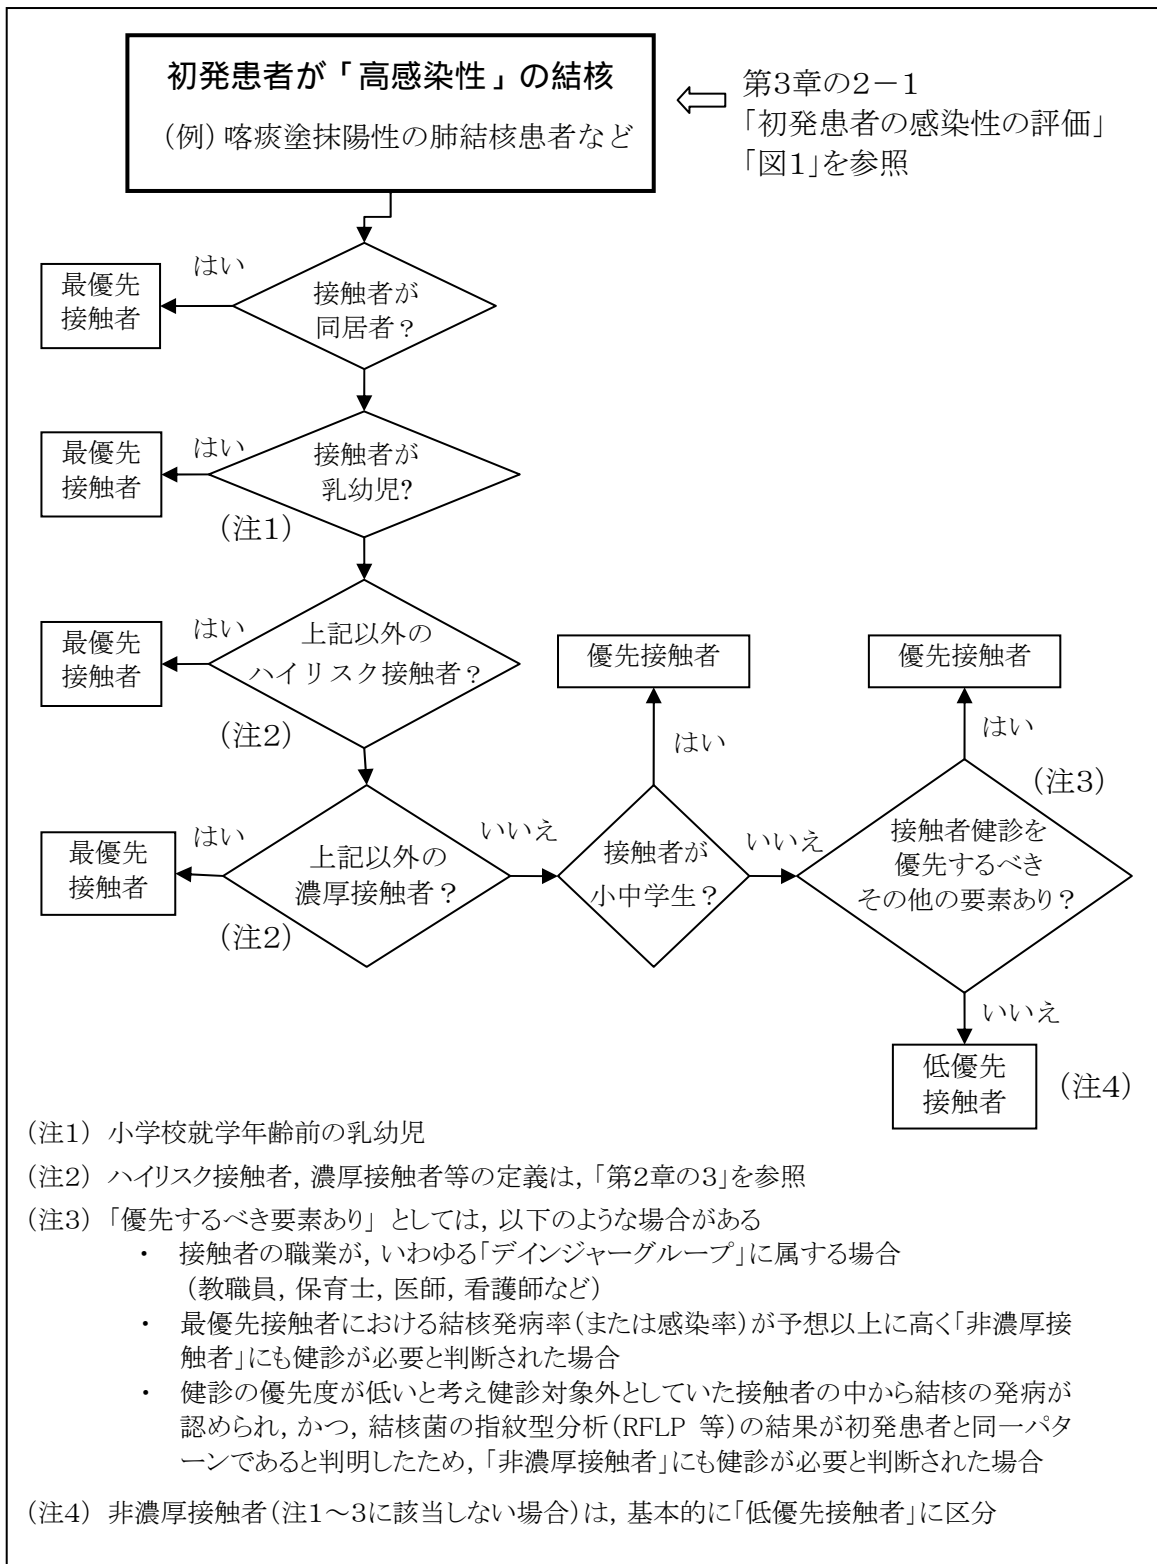 初発患者が「高感染性」の結核
(例) 喀痰塗抹陽性の肺結核患者など
第3章の2-1
「初発患者の感染性の評価」
「図1」を参照
はい
最優先
接触者
接触者が
同居者?
はい
最優先
接触者
接触者が
乳幼児?
(注1)
はい
最優先
接触者
上記以外の
ハイリスク接触者?
(注2)
優先接触者
はい
優先接触者
はい
(注3)
はい
最優先
接触者
上記以外の
濃厚接触者?
(注2)
いいえ
接触者が
小中学生?
いいえ
接触者健診を
優先するべき
その他の要素あり?
いいえ
低優先
接触者
(注4)
(注1) 小学校就学年齢前の乳幼児
(注2) ハイリスク接触者, 濃厚接触者等の定義は, 「第2章の3」を参照
(注3) 「優先するべき要素あり」 としては, 以下のような場合がある
・ 接触者の職業が, いわゆる「デインジャーグループ」に属する場合
(教職員, 保育士, 医師, 看護師など)
・ 最優先接触者における結核発病率(または感染率)が予想以上に高く「非濃厚接
触者」にも健診が必要と判断された場合
・ 健診の優先度が低いと考え健診対象外としていた接触者の中から結核の発病が
認められ, かつ, 結核菌の指紋型分析(RFLP 等)の結果が初発患者と同一パタ
ーンであると判明したため, 「非濃厚接触者」にも健診が必要と判断された場合
(注4) 非濃厚接触者(注1~3に該当しない場合)は, 基本的に「低優先接触者」に区分